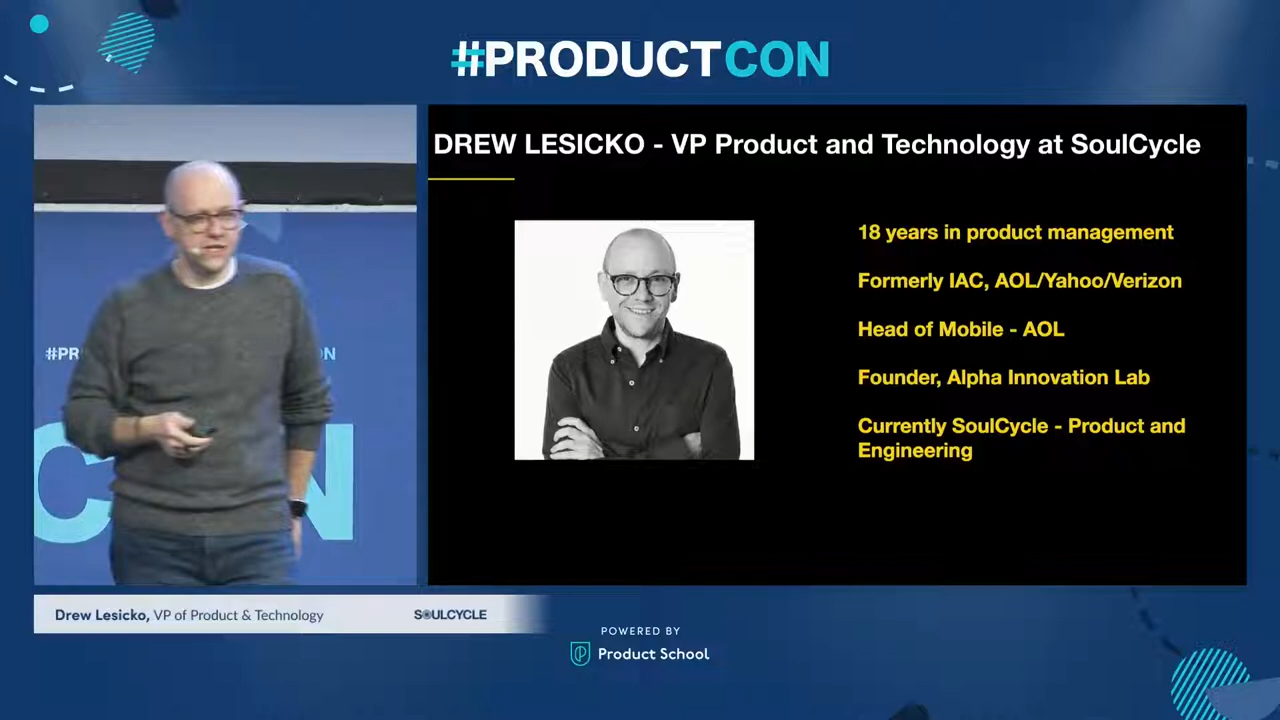 #PRODUCTCON
DREW LESICKO - VP Product and Technology at SoulCycle
18 years in product management
Formerly IAC, AOL/Yahoo/Verizon
Head of Mobile - AOL
Founder, Alpha Innovation Lab
Currently SoulCycle - Product and
Engineering
#PR ON
C N
Drew Lesicko, VP of Product & Technology
SOULCYCLE
POWERED BY
Product School